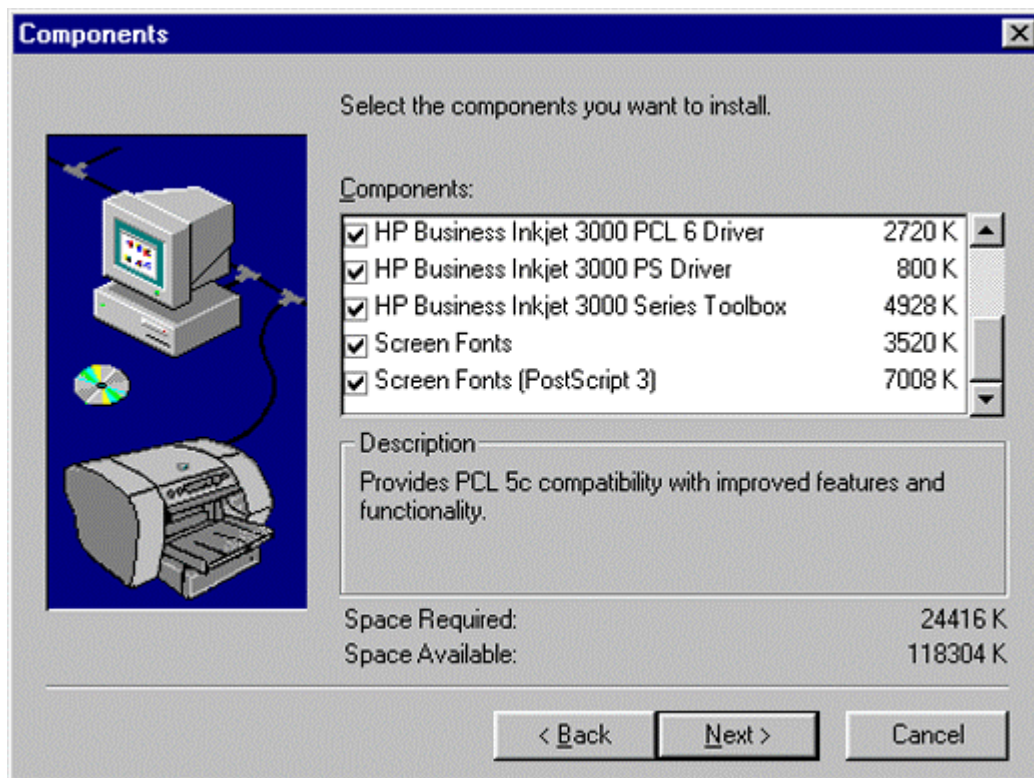 Components
Select the components you want to install.
Components:
HP Business Inkjet 3000 PCL 6 Driver 2720 K
HP Business Inkjet 3000 PS Driver 800 K
HP Business Inkjet 3000 Series Toolbox 4928 K
Screen Fonts 3520 K
Screen Fonts (PostScript 3) 7008 K
Description
Provides PCL 5c compatibility with improved features and
functionality.
Space Required: 24416 K
Space Available: 118304 K
< Back Next > Cancel